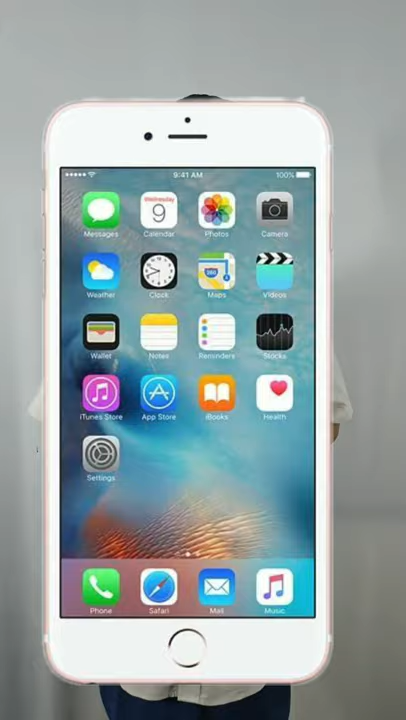 9:41 AM 100%
Wednesday
9
Messages Calendar Photos Camera
280
Weather Clock Maps Videos
Wallet Notes Reminders Stocks
iTunes Store App Store iBooks Health
Settings
Phone Safari Mail Music